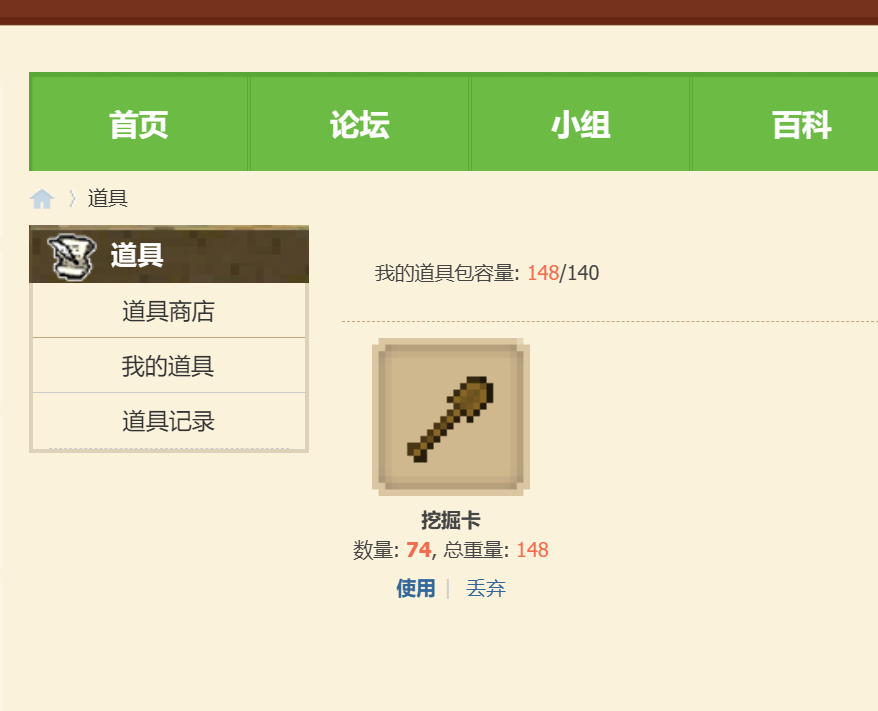 首页 论坛 小组 百科
道具
道具
道具商店
我的道具
道具记录
我的道具包容量: 148/140
挖掘卡
数量: 74, 总重量: 148
使用 | 丢弃